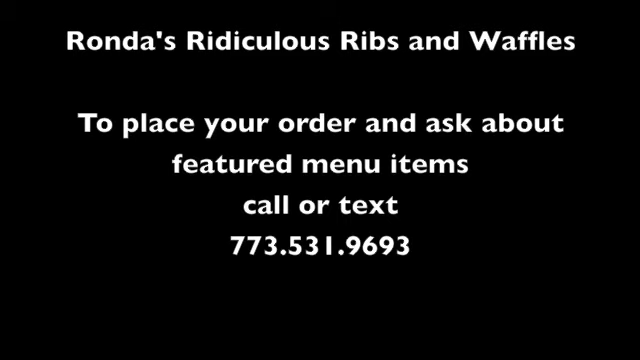 Ronda's Ridiculous Ribs and Waffles
To place your order and ask about
featured menu items
call or text
773.531.9693